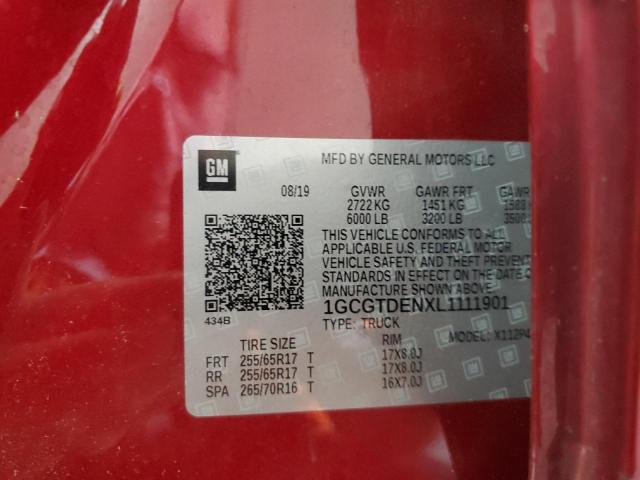 GM
MFD BY GENERAL MOTORS LLC
08/19 GVWR GAWR FRT GAWR
2722 KG 1451 KG
6000 LB 3200 LB
THIS VEHICLE CONFORMS TO ALL
APPLICABLE U.S. FEDERAL MOTOR
VEHICLE SAFETY AND THEFT PREVENTION
STANDARDS IN EFFECT ON THE DATE O
MANUFACTURE SHOWN ABOVE.
1GCGTDENXL1111901
434B
TYPE: TRUCK MODEL:
TIRE SIZE RIM
FRT 255/65R17 T 17X8.0J
RR 255/65R17 T 17X8.0J
SPA 265/70R16 T 16X7.0J